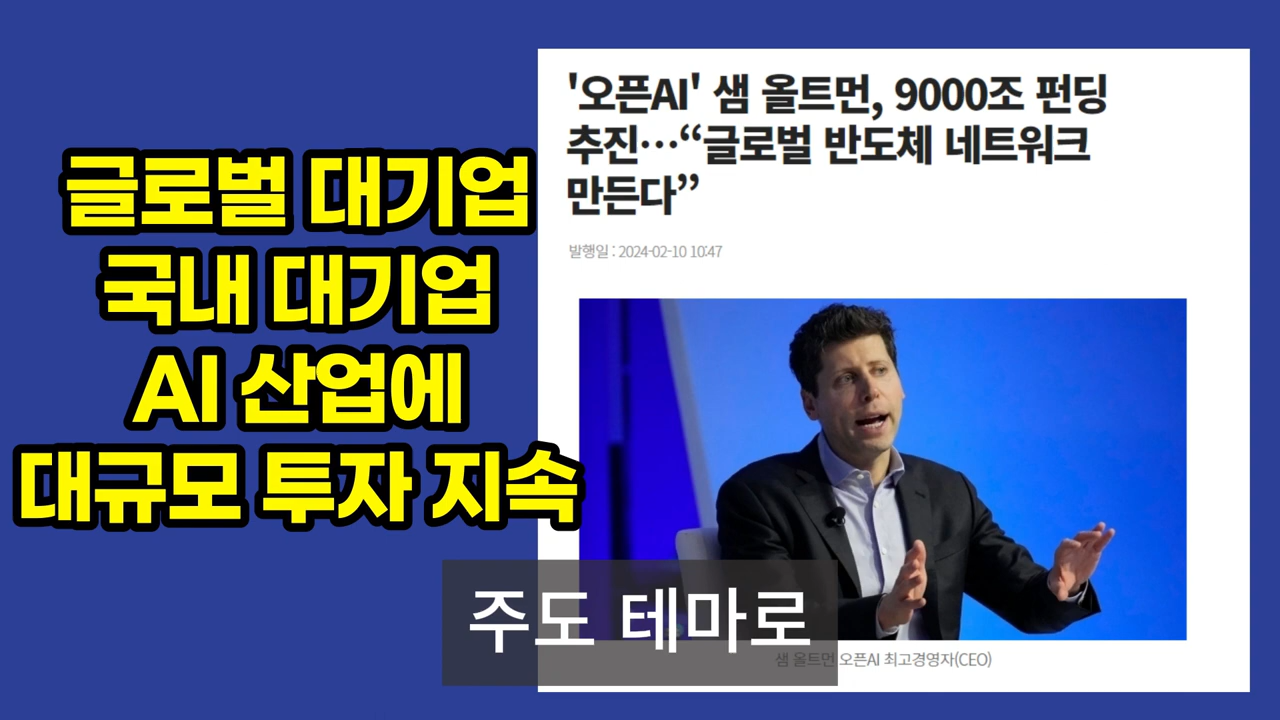 글로벌 대기업
국내 대기업
AI 산업에
대규모 투자 지속
'오픈AI' 샘 올트먼, 9000조 펀딩
추진…“글로벌 반도체 네트워크
만든다”
발행일 : 2024-02-10 10:47
주도 테마로
샘 올트먼 오픈AI 최고경영자(CEO)